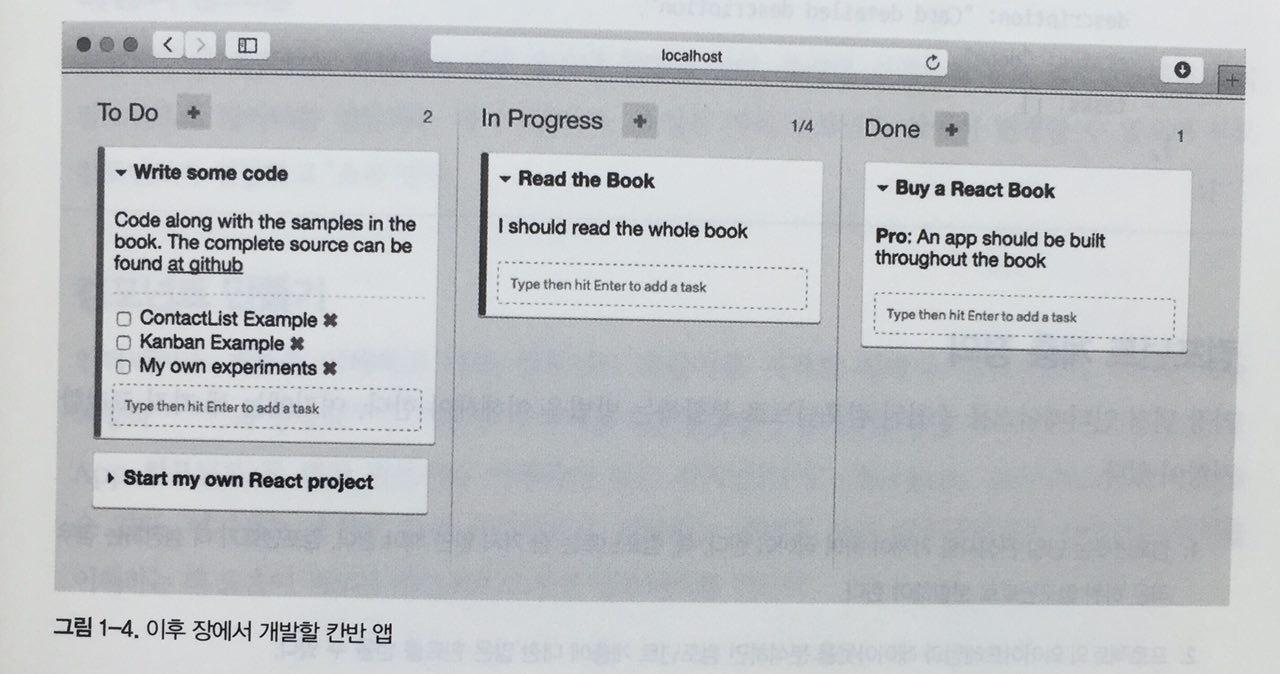 localhost
To Do
2
Write some code
Code along with the samples in the
book. The complete source can be
found at github
ContactList Example ✖
Kanban Example ✖
My own experiments ✖
Type then hit Enter to add a task
Start my own React project
In Progress
1/4
Read the Book
I should read the whole book
Type then hit Enter to add a task
Done
1
Buy a React Book
Pro: An app should be built
throughout the book
Type then hit Enter to add a task
그림 1-4. 이후 장에서 개발할 칸반 앱